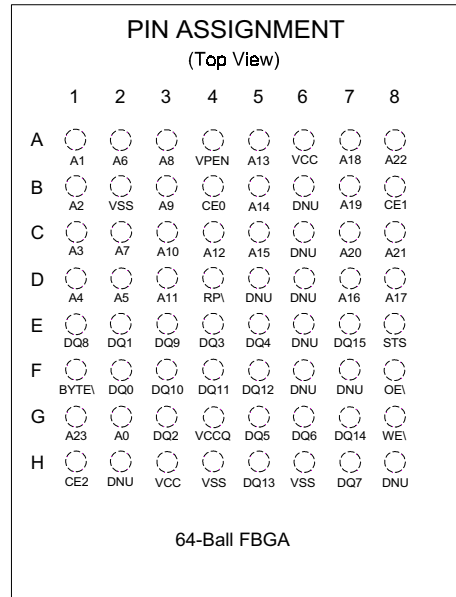 PIN ASSIGNMENT
(Top View)
1 2 3 4 5 6 7 8
A
A1 A6 A8 VPEN A13 VCC A18 A22
B
A2 VSS A9 CE0 A14 DNU A19 CE1
C
A3 A7 A10 A12 A15 DNU A20 A21
D
A4 A5 A11 RP\ DNU DNU A16 A17
E
DQ8 DQ1 DQ9 DQ3 DQ4 DNU DQ15 STS
F
BYTE\ DQ0 DQ10 DQ11 DQ12 DNU DNU OE\
G
A23 A0 DQ2 VCCQ DQ5 DQ6 DQ14 WE\
H
CE2 DNU VCC VSS DQ13 VSS DQ7 DNU
64-Ball FBGA